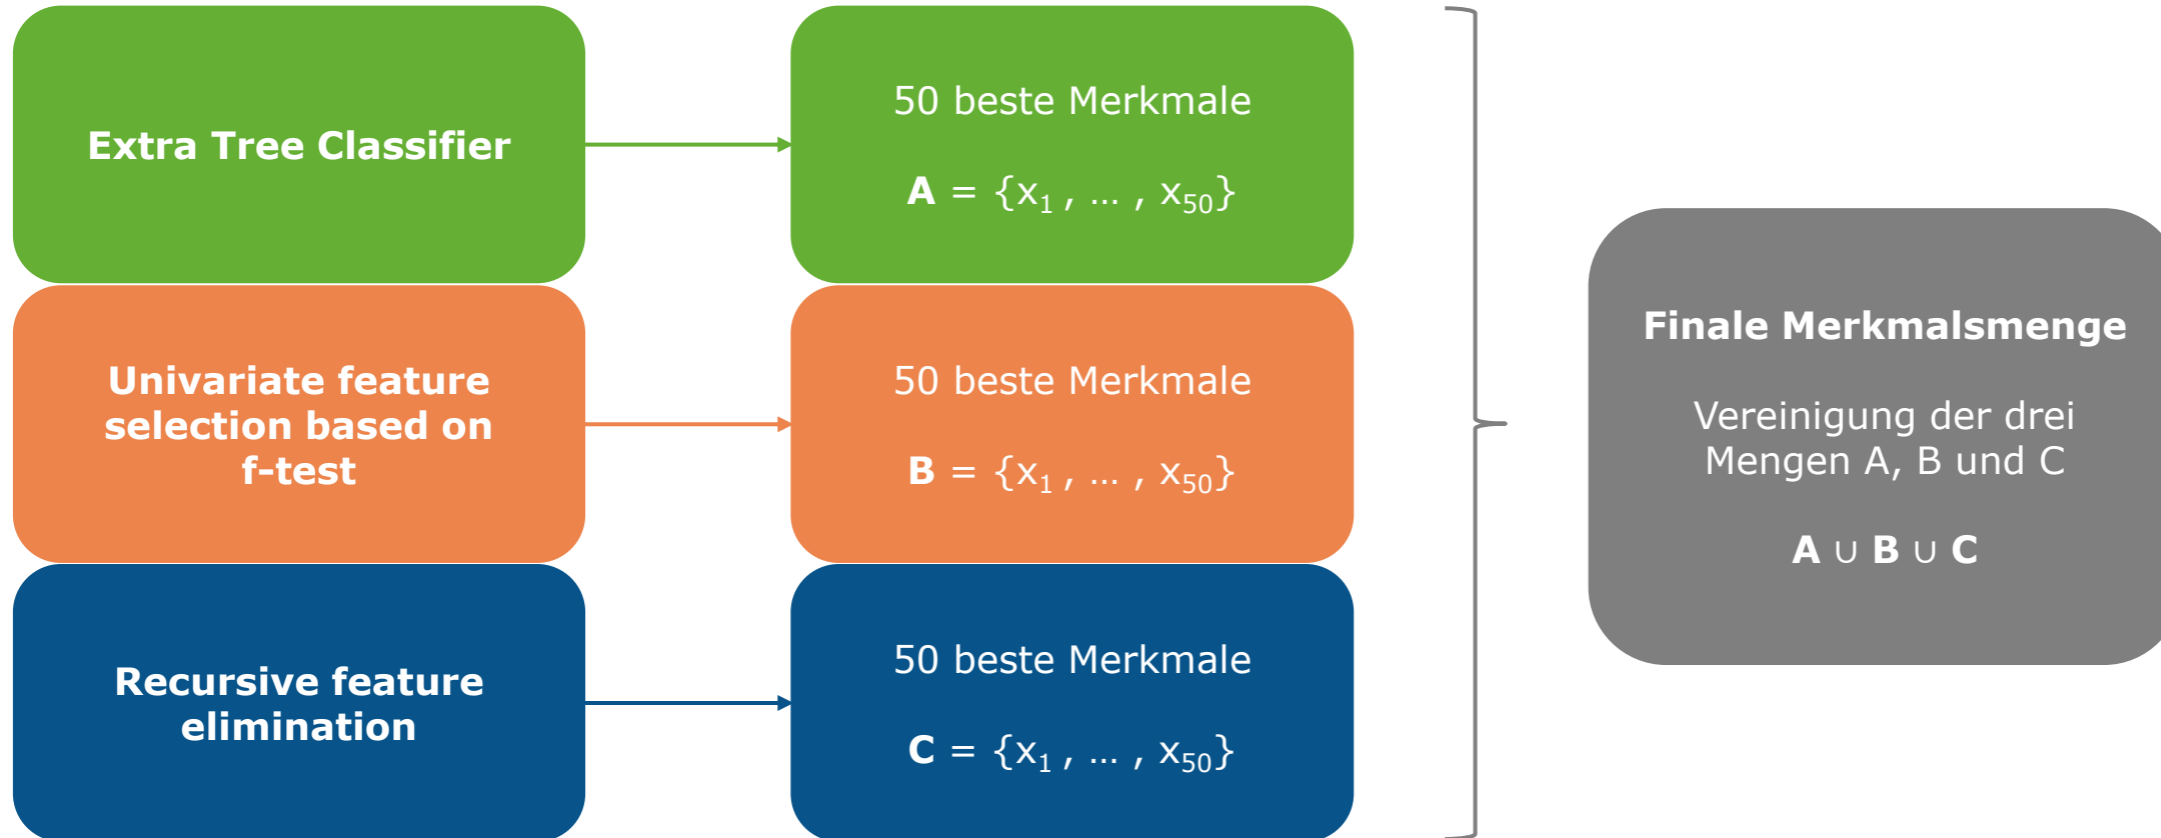 Extra Tree Classifier
50 beste Merkmale
A = {x₁ , … , x₅₀}
Univariate feature
selection based on
f-test
50 beste Merkmale
B = {x₁ , … , x₅₀}
Recursive feature
elimination
50 beste Merkmale
C = {x₁ , … , x₅₀}
Finale Merkmalsmenge
Vereinigung der drei
Mengen A, B und C
A ∪ B ∪ C